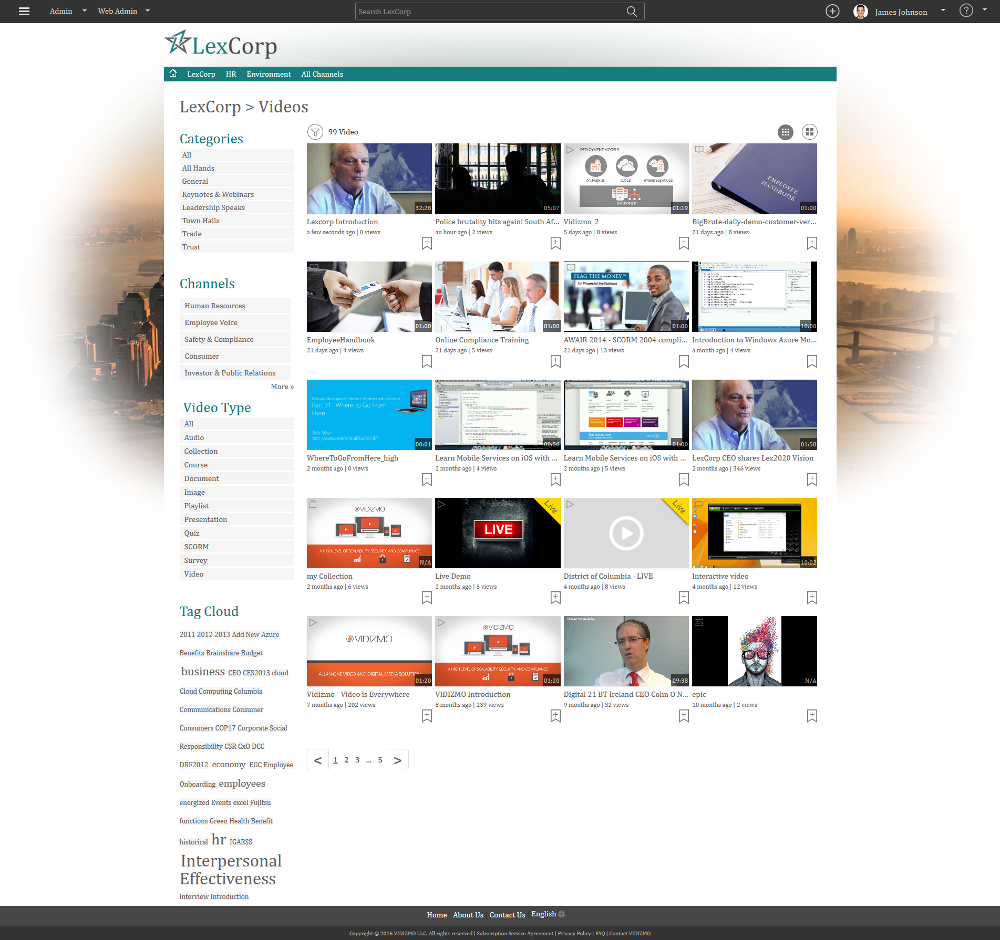 Admin Web Admin Search LexCorp James Johnson ?
LexCorp
LexCorp HR Environment All Channels
LexCorp > Videos
Categories
All
All Hands
General
Keynotes & Webinars
Leadership Speaks
Town Halls
Trade
Trust
Channels
Human Resources
Employee Voice
Safety & Compliance
Consumer
Investor & Public Relations
More »
Video Type
All
Audio
Collection
Course
Document
Image
Playlist
Presentation
Quiz
SCORM
Survey
Video
Tag Cloud
2011 2012 2013 Add New Azure
Benefits Brainshare Budget
business CEO CES2013 cloud
Cloud Computing Columbia
Communications Consumer
Consumers COP17 Corporate Social
Responsibility CSR CxO DCC
DRF2012 economy EGC Employee
Onboarding employees
energized Events excel Fujitsu
functions Green Health Benefit
historical hr IGARSS
Interpersonal
Effectiveness
interview Introduction
99 Video
32:28
Lexcorp Introduction
a few seconds ago | 0 views
05:07
Police brutality hits again! South Af...
an hour ago | 2 views
DEPLOYMENT MODELS
ON-PREMISE CLOUD HYBRID SCENARIOS
ENTERPRISE IT
01:19
Vidizmo_2
5 days ago | 0 views
EMPLOYEE
HANDBOOK
01:00
BigBrute-daily-demo-customer-ver...
21 days ago | 8 views
01:00
EmployeeHandbook
21 days ago | 4 views
01:00
Online Compliance Training
21 days ago | 5 views
FLAG THE MONEY
for Financial Institutions
01:00
AWAIR 2014 - SCORM 2004 compli...
21 days ago | 13 views
10:08
Introduction to Windows Azure Mo...
a month ago | 4 views
Windows Store apps for Absolute Beginners with JavaScript
Part 31 : Where to Go From
Here
Bob Tabor
http://www.LearnVisualStudio.NET
00:01
WhereToGoFromHere_high
2 months ago | 0 views
00:56
Learn Mobile Services on iOS with ...
2 months ago | 4 views
Get started now
01:00
Learn Mobile Services on iOS with ...
2 months ago | 5 views
01:50
LexCorp CEO shares Lex2020 Vision
2 months ago | 346 views
VIDIZMO
A HIGH LEVEL OF SCALABILITY, SECURITY, AND COMPLIANCE
N/A
my Collection
2 months ago | 6 views
Live
LIVE
Live Demo
2 months ago | 6 views
Live
District of Columbia - LIVE
4 months ago | 8 views
10:02
Interactive video
4 months ago | 12 views
VIDIZMO
ALL-IN-ONE VIDEO AND DIGITAL MEDIA SOLUTION
01:20
Vidizmo - Video is Everywhere
7 months ago | 202 views
VIDIZMO
A HIGH LEVEL OF SCALABILITY, SECURITY, AND COMPLIANCE
01:20
VIDIZMO Introduction
8 months ago | 239 views
09:38
Digital 21 BT Ireland CEO Colm O'N...
9 months ago | 32 views
N/A
epic
10 months ago | 2 views
< 1 2 3 ... 5 >
Home About Us Contact Us English
Copyright © 2016 VIDIZMO LLC. All rights reserved | Subscription Service Agreement | Privacy Policy | FAQ | Contact VIDIZMO